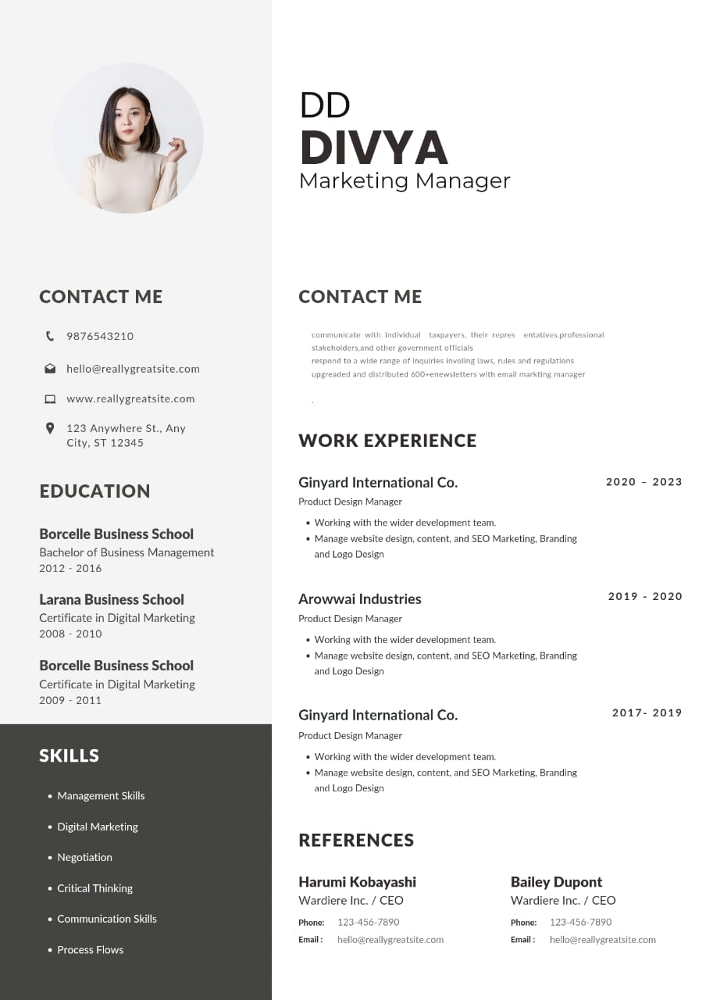 DD
DIVYA
Marketing Manager
CONTACT ME
9876543210
hello@reallygreatsite.com
www.reallygreatsite.com
123 Anywhere St., Any
City, ST 12345
EDUCATION
Borcelle Business School
Bachelor of Business Management
2012 - 2016
Larana Business School
Certificate in Digital Marketing
2008 - 2010
Borcelle Business School
Certificate in Digital Marketing
2009 - 2011
SKILLS
• Management Skills
• Digital Marketing
• Negotiation
• Critical Thinking
• Communication Skills
• Process Flows
CONTACT ME
communicate with individual taxpayers, their repres entatives,professional
stakeholders,and other government officials
respond to a wide range of inquiries involing laws, rules and regulations
upgreaded and distributed 600+enewsletters with email markting manager
.
WORK EXPERIENCE
Ginyard International Co. 2020 – 2023
Product Design Manager
• Working with the wider development team.
• Manage website design, content, and SEO Marketing, Branding
and Logo Design
Arowwai Industries 2019 - 2020
Product Design Manager
• Working with the wider development team.
• Manage website design, content, and SEO Marketing, Branding
and Logo Design
Ginyard International Co. 2017- 2019
Product Design Manager
• Working with the wider development team.
• Manage website design, content, and SEO Marketing, Branding
and Logo Design
REFERENCES
Harumi Kobayashi
Wardiere Inc. / CEO
Phone: 123-456-7890
Email : hello@reallygreatsite.com
Bailey Dupont
Wardiere Inc. / CEO
Phone: 123-456-7890
Email : hello@reallygreatsite.com